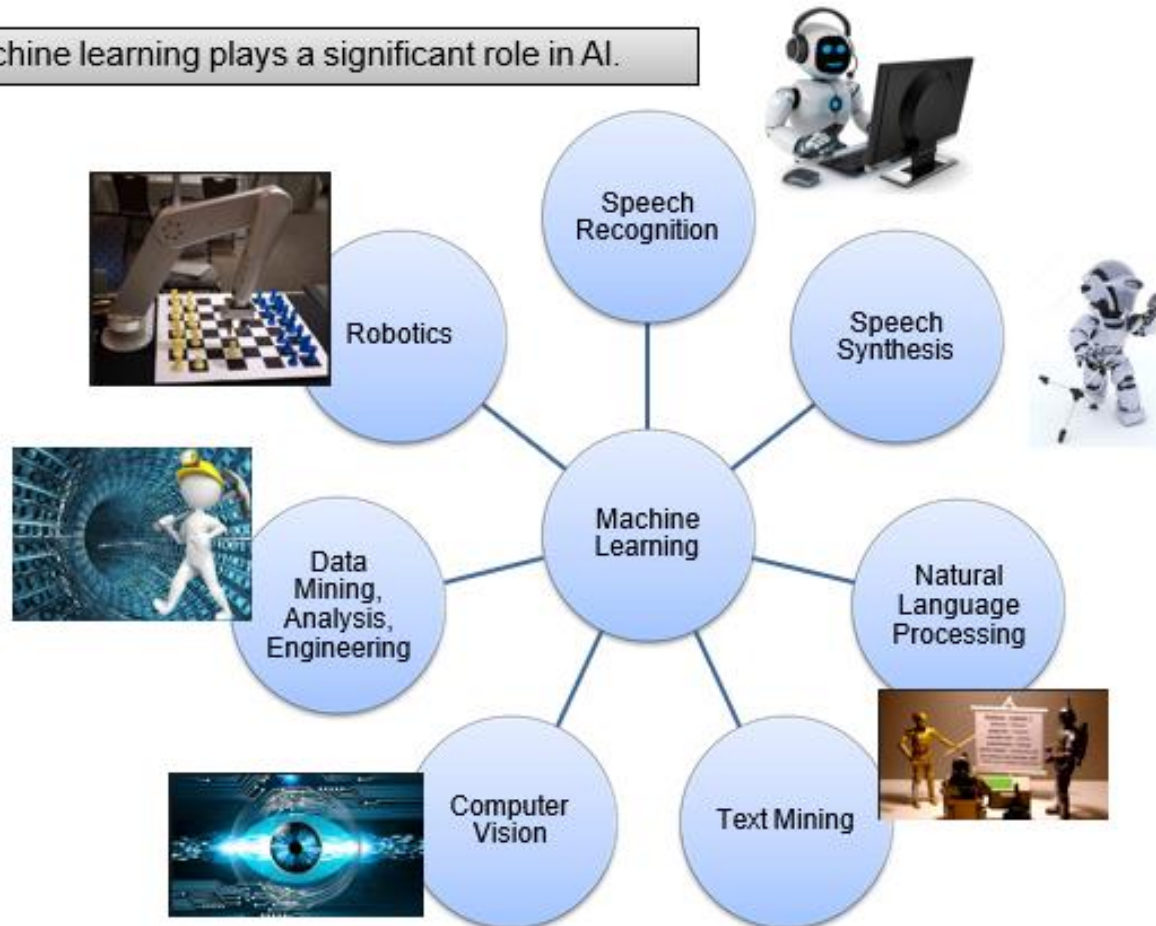 chine learning plays a significant role in AI.
Speech
Recognition
Robotics
Speech
Synthesis
Machine
Learning
Data
Mining,
Analysis,
Engineering
Natural
Language
Processing
Computer
Vision
Text Mining